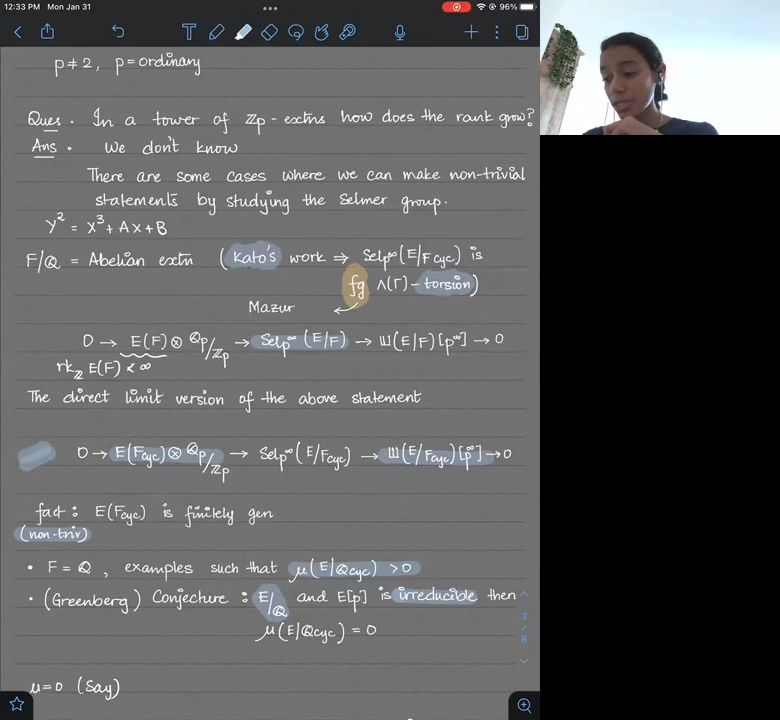 12:33 PM Mon Jan 31
96%
p ≠ 2, p = ordinary
Ques. In a tower of Zp - extns how does the rank grow?
Ans. We don't know
There are some cases where we can make non-trivial
statements by studying the Selmer group.
Y² = X³ + AX + B
F/Q = Abelian extn (Kato's work ⇒ Selp∞(E/Fcyc) is
fg Λ(Γ) - torsion)
Mazur
0 → E(F) ⊗ Qp/Zp → Selp∞(E/F) → Ш(E/F)[p∞] → 0
rkZ E(F) < ∞
The direct limit version of the above statement
0 → E(Fcyc) ⊗ Qp/Zp → Selp∞(E/Fcyc) → Ш(E/Fcyc)[p∞] → 0
fact: E(Fcyc) is finitely gen
(non-triv)
• F = Q, examples such that μ(E/Qcyc) > 0
• (Greenberg) Conjecture: E/Q and E[p] is irreducible then
μ(E/Qcyc) = 0
3
/
8
μ=0 (Say)